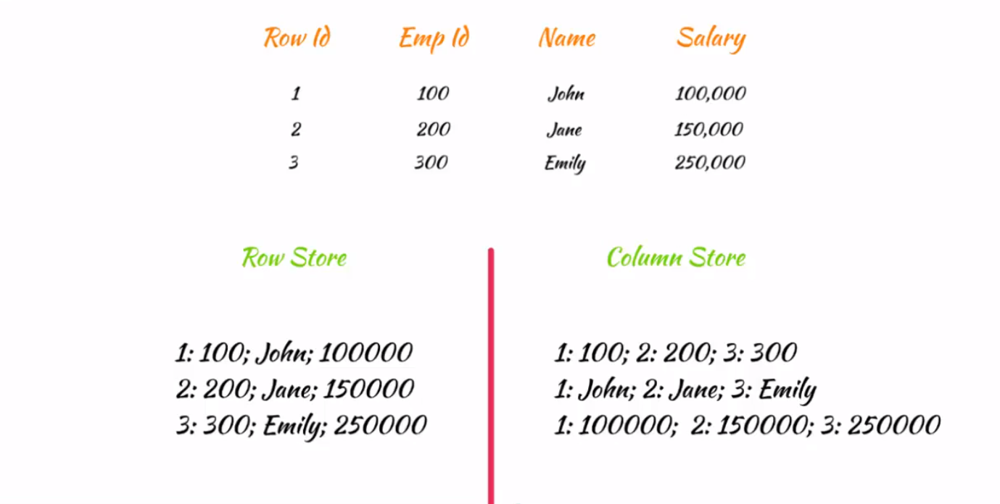 Row Id Emp Id Name Salary
1 100 John 100,000
2 200 Jane 150,000
3 300 Emily 250,000
Row Store
1: 100; John; 100000
2: 200; Jane; 150000
3: 300; Emily; 250000
Column Store
1: 100; 2: 200; 3: 300
1: John; 2: Jane; 3: Emily
1: 100000; 2: 150000; 3: 250000